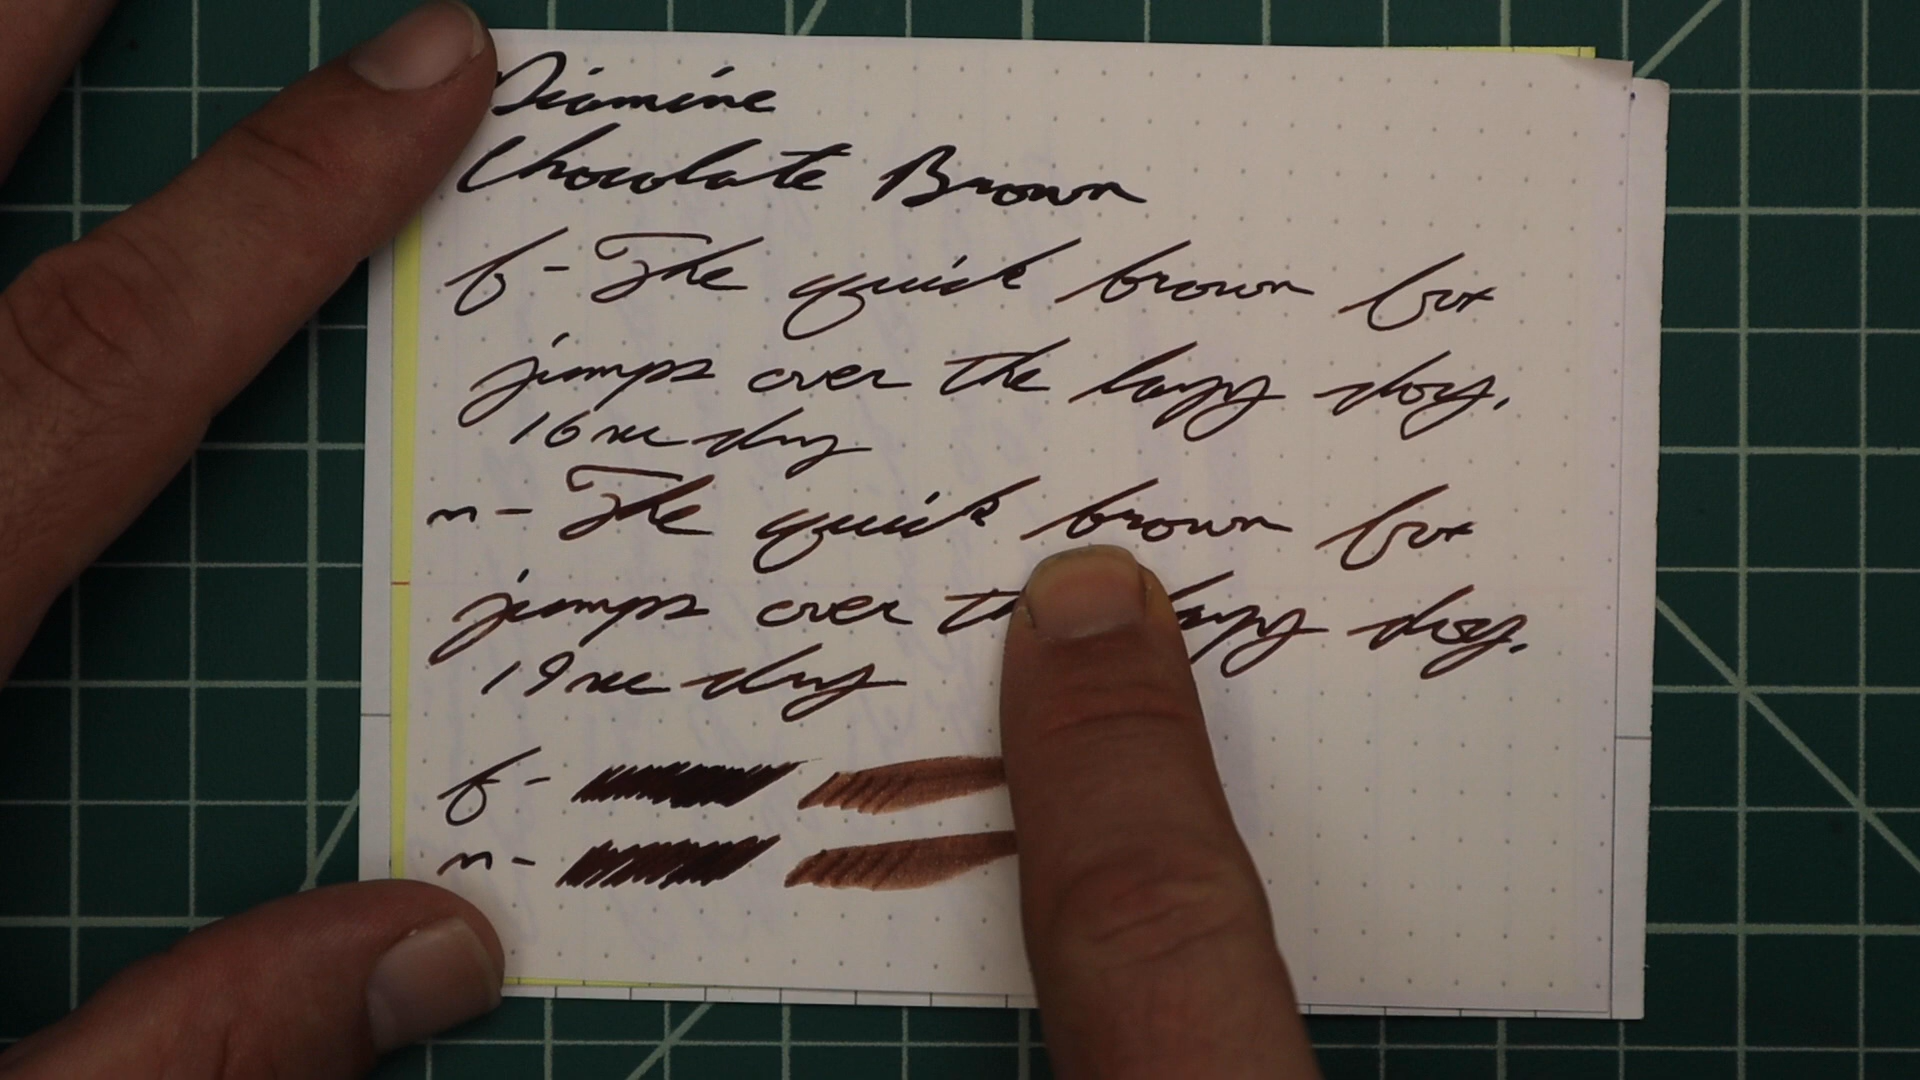 Diamine
Chocolate Brown
f - The quick brown fox
jumps over the lazy dog.
16 sec dry
m - The quick brown fox
jumps over th lazy dog.
19 sec dry
f -
m -